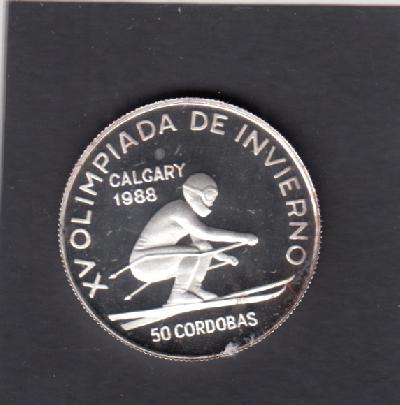 XV OLIMPIADA DE INVIERNO
CALGARY
1988
50 CORDOBAS